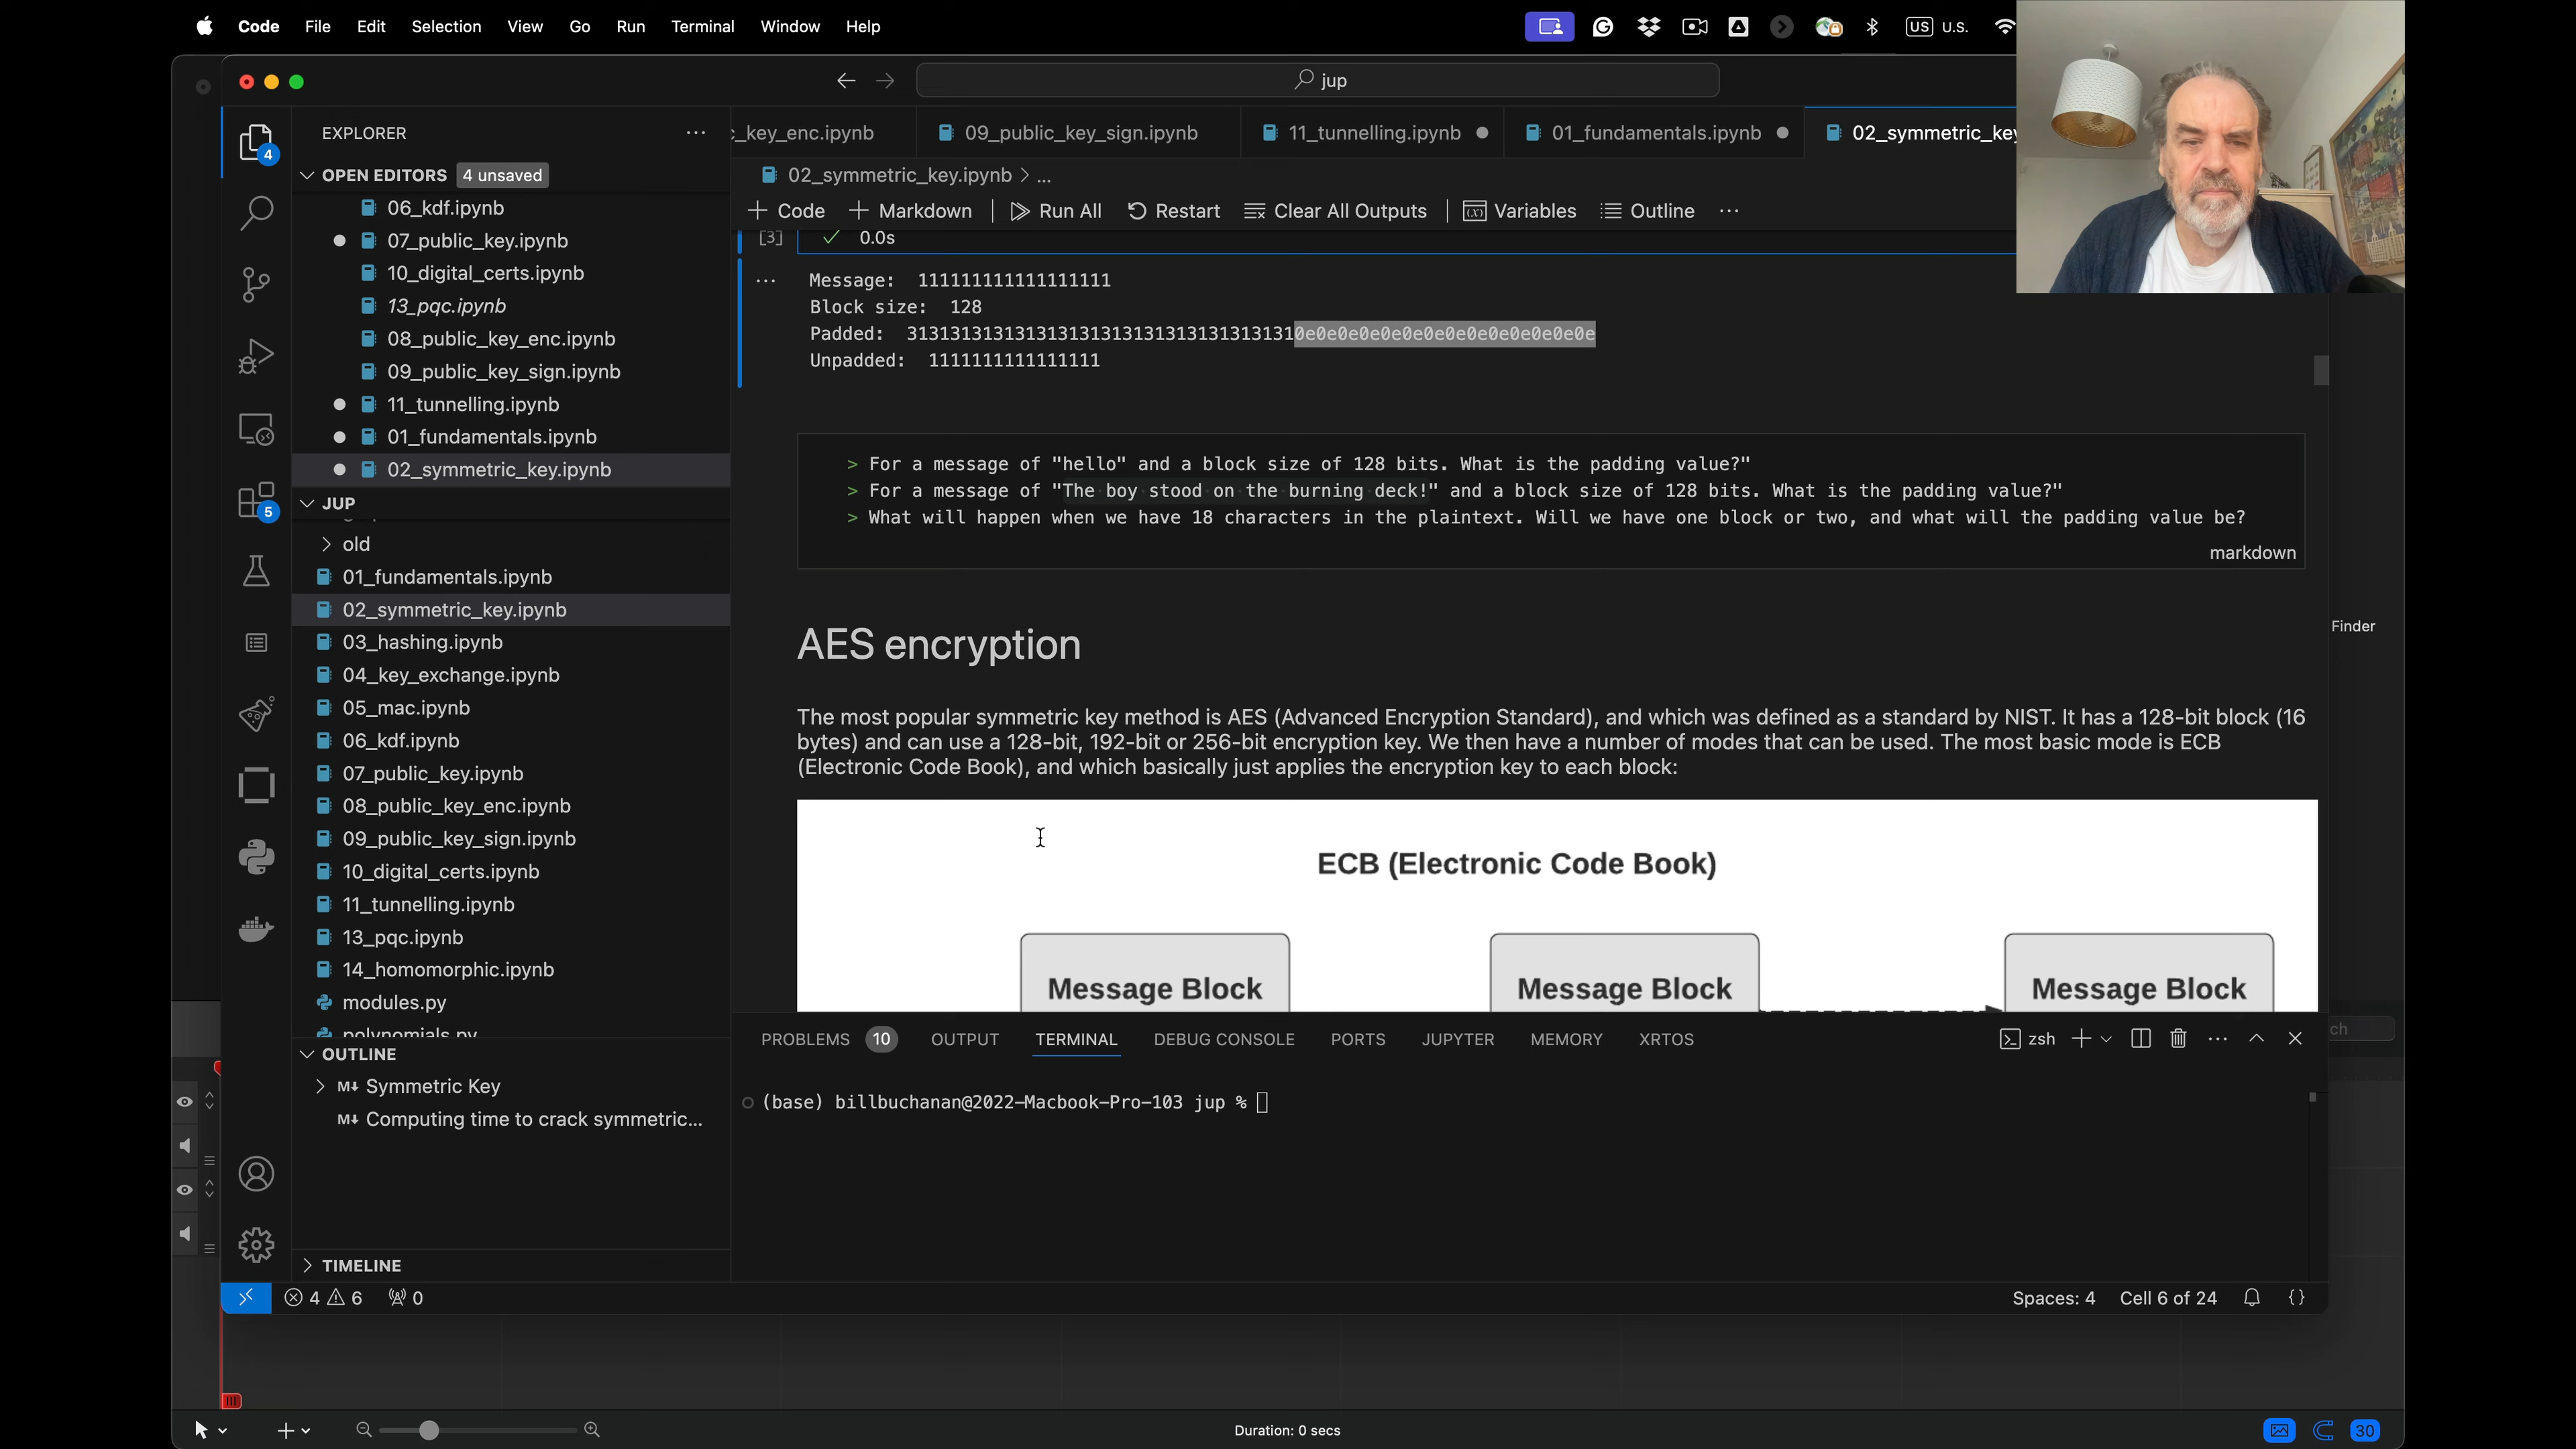 Code File Edit Selection View Go Run Terminal Window Help
US U.S.
jup
EXPLORER
OPEN EDITORS 4 unsaved
06_kdf.ipynb
07_public_key.ipynb
10_digital_certs.ipynb
13_pqc.ipynb
08_public_key_enc.ipynb
09_public_key_sign.ipynb
11_tunnelling.ipynb
01_fundamentals.ipynb
02_symmetric_key.ipynb
JUP
old
01_fundamentals.ipynb
02_symmetric_key.ipynb
03_hashing.ipynb
04_key_exchange.ipynb
05_mac.ipynb
06_kdf.ipynb
07_public_key.ipynb
08_public_key_enc.ipynb
09_public_key_sign.ipynb
10_digital_certs.ipynb
11_tunnelling.ipynb
13_pqc.ipynb
14_homomorphic.ipynb
modules.py
polynomials.py
OUTLINE
M↓ Symmetric Key
M↓ Computing time to crack symmetric...
TIMELINE
4
5
c_key_enc.ipynb 09_public_key_sign.ipynb 11_tunnelling.ipynb 01_fundamentals.ipynb 02_symmetric_key
02_symmetric_key.ipynb > ...
+ Code + Markdown Run All Restart Clear All Outputs Variables Outline ...
[3] ✓ 0.0s
Block size: 128
> For a message of "hello" and a block size of 128 bits. What is the padding value?"
> For a message of "The boy stood on the burning deck!" and a block size of 128 bits. What is the padding value?"
> What will happen when we have 18 characters in the plaintext. Will we have one block or two, and what will the padding value be?
markdown
AES encryption
The most popular symmetric key method is AES (Advanced Encryption Standard), and which was defined as a standard by NIST. It has a 128-bit block (16
bytes) and can use a 128-bit, 192-bit or 256-bit encryption key. We then have a number of modes that can be used. The most basic mode is ECB
(Electronic Code Book), and which basically just applies the encryption key to each block:
ECB (Electronic Code Book)
Message Block Message Block Message Block
PROBLEMS 10 OUTPUT TERMINAL DEBUG CONSOLE PORTS JUPYTER MEMORY XRTOS
zsh
(base) billbuchanan@2022-Macbook-Pro-103 jup %
4 6 0
Spaces: 4 Cell 6 of 24
Finder
ch
Duration: 0 secs
30